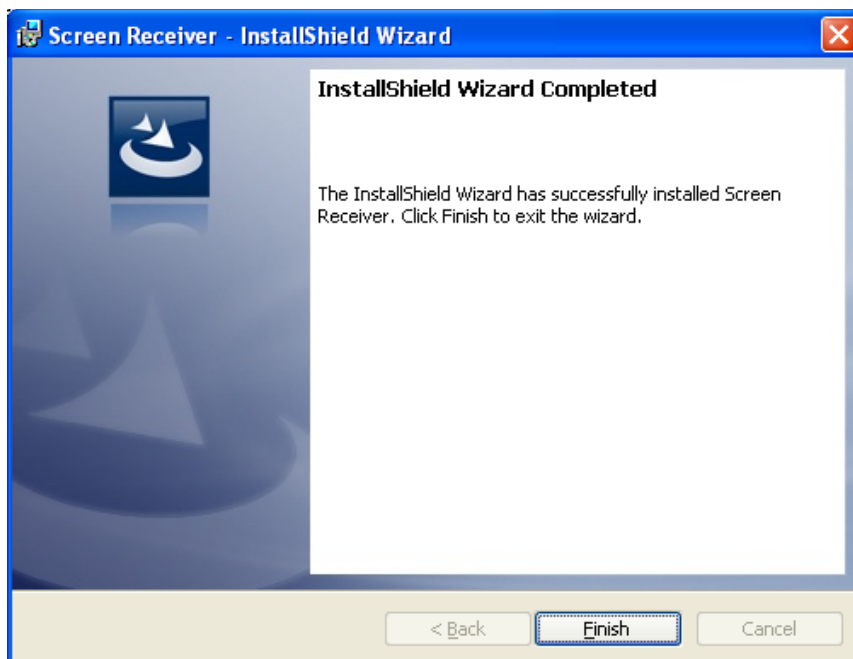 Screen Receiver - InstallShield Wizard
InstallShield Wizard Completed
The InstallShield Wizard has successfully installed Screen
Receiver. Click Finish to exit the wizard.
< Back
Finish
Cancel